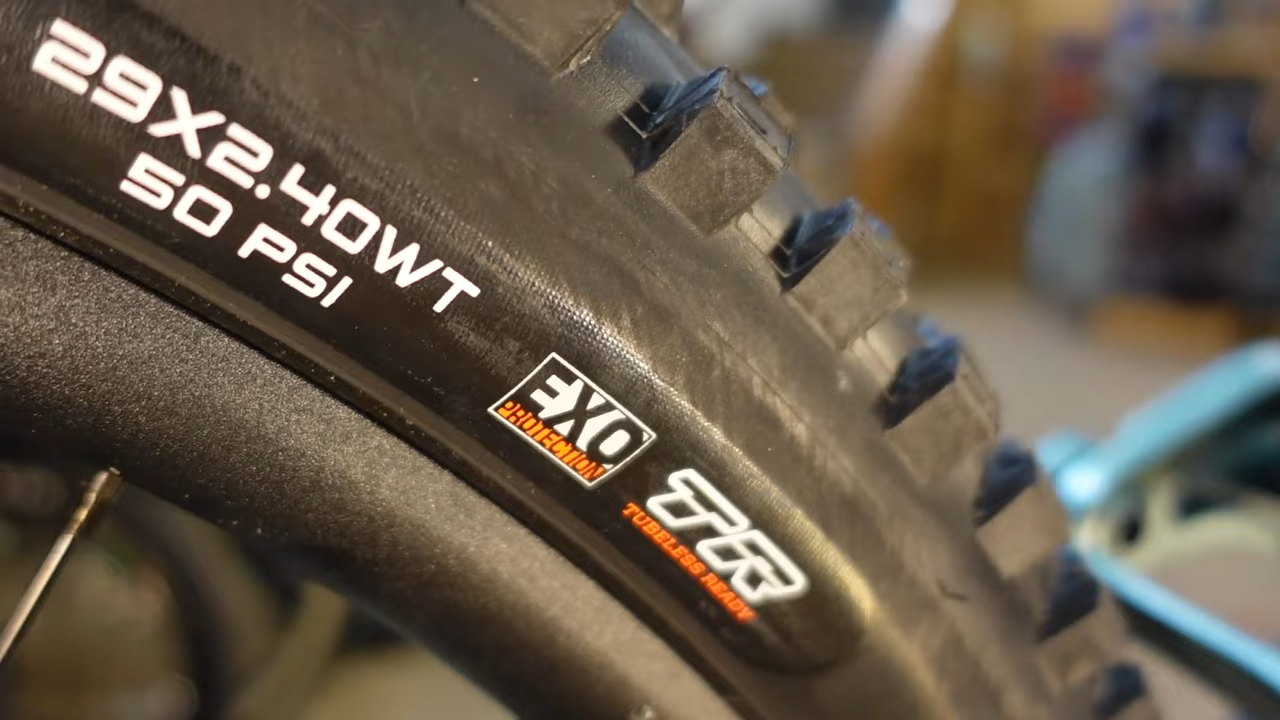 29X2.40WT
50 PSI
EXO
PROTECTION
TR
TUBELESS READY